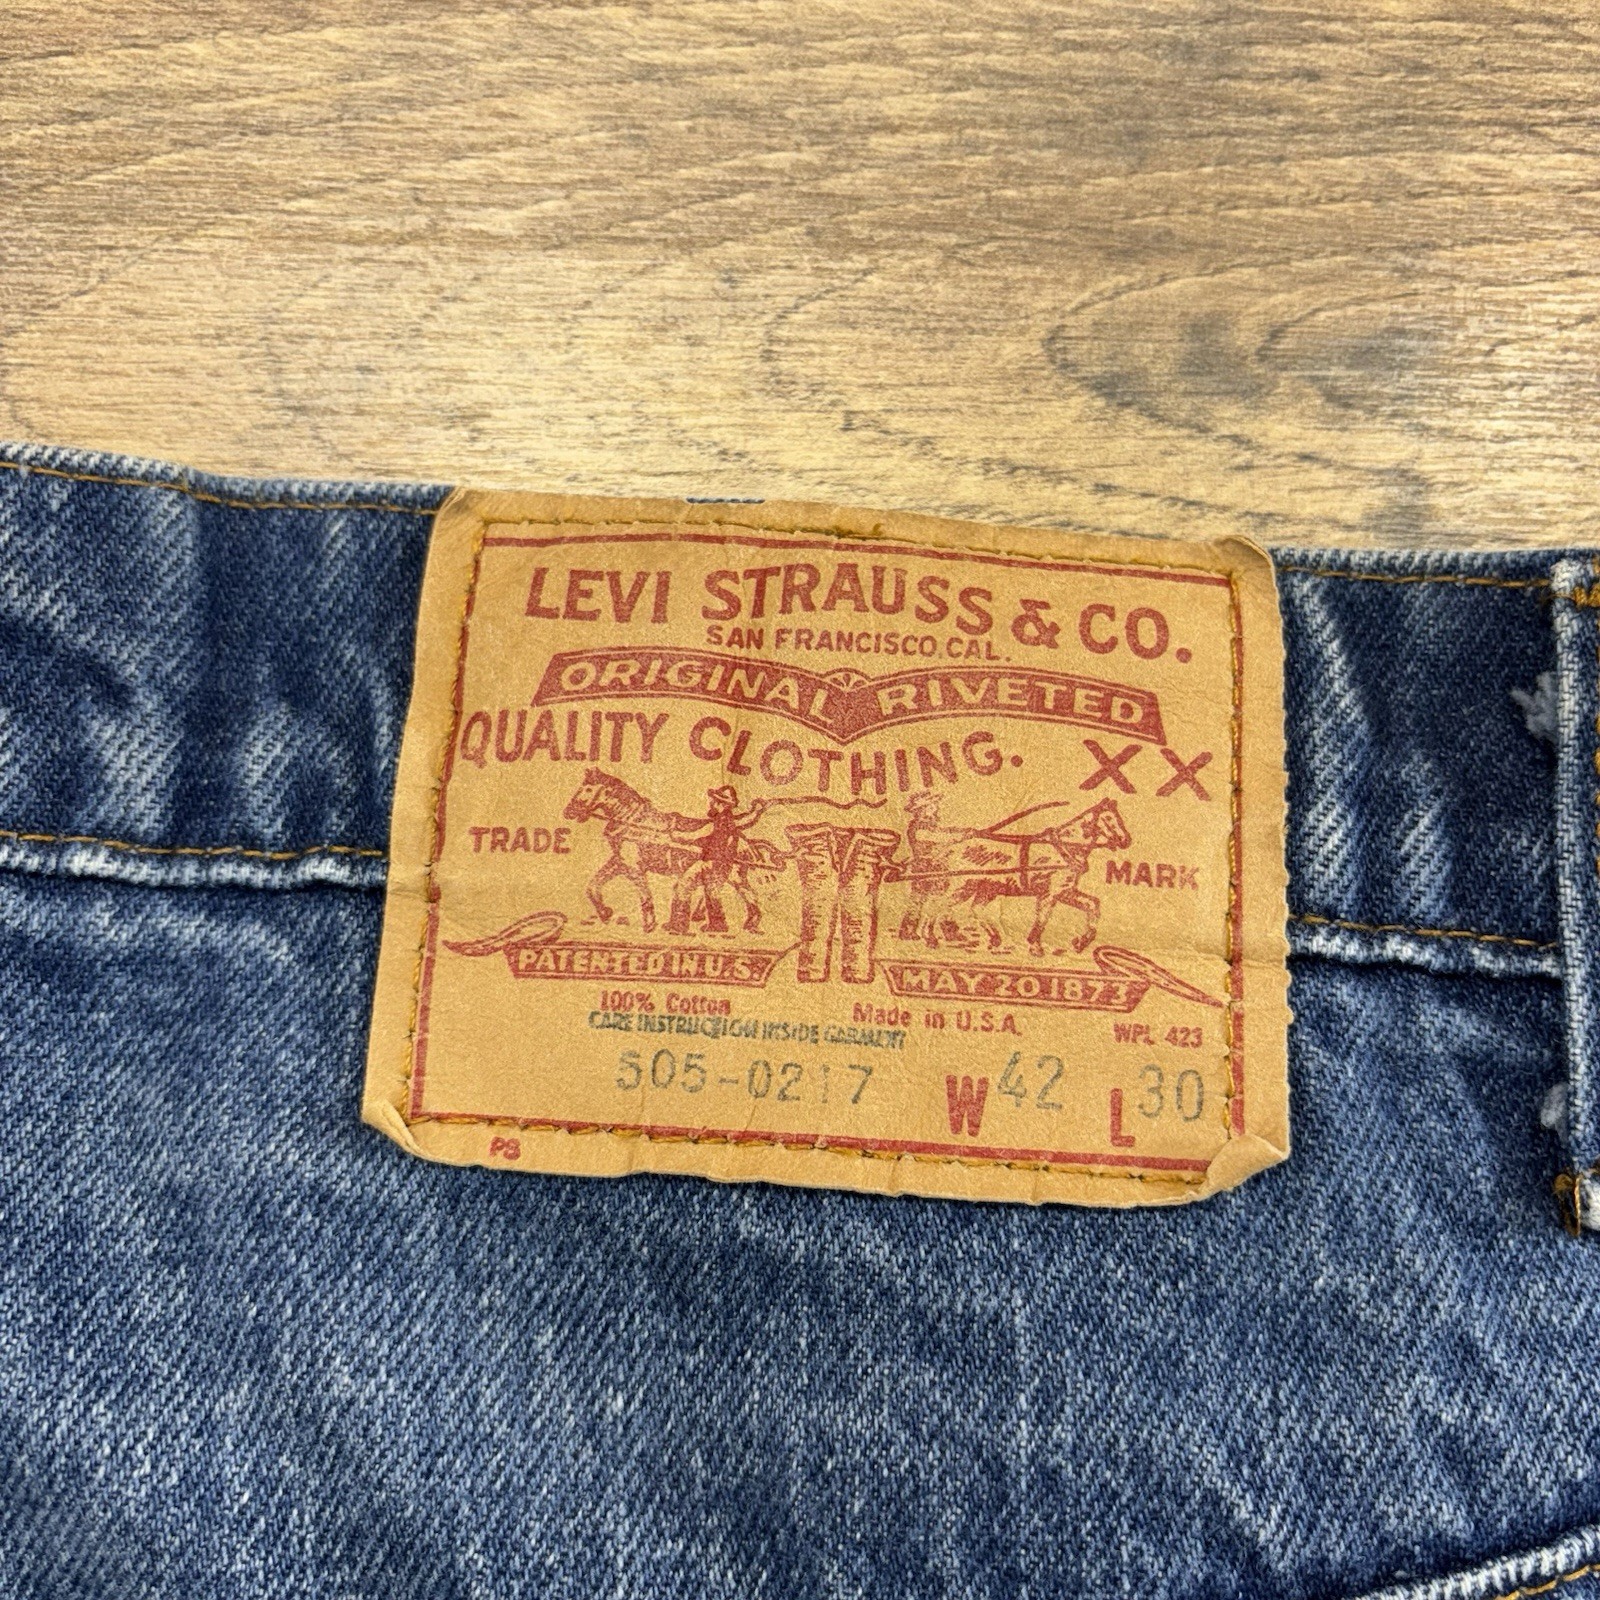 LEVI STRAUSS & CO.
SAN FRANCISCO, CAL.
ORIGINAL RIVETED
QUALITY CLOTHING. XX
TRADE MARK
PATENTED IN U.S. MAY 20 1873
100% Cotton Made in U.S.A. WPL 423
CARE INSTRUCTION INSIDE GARMENT
505-0217 W 42 L 30
P8